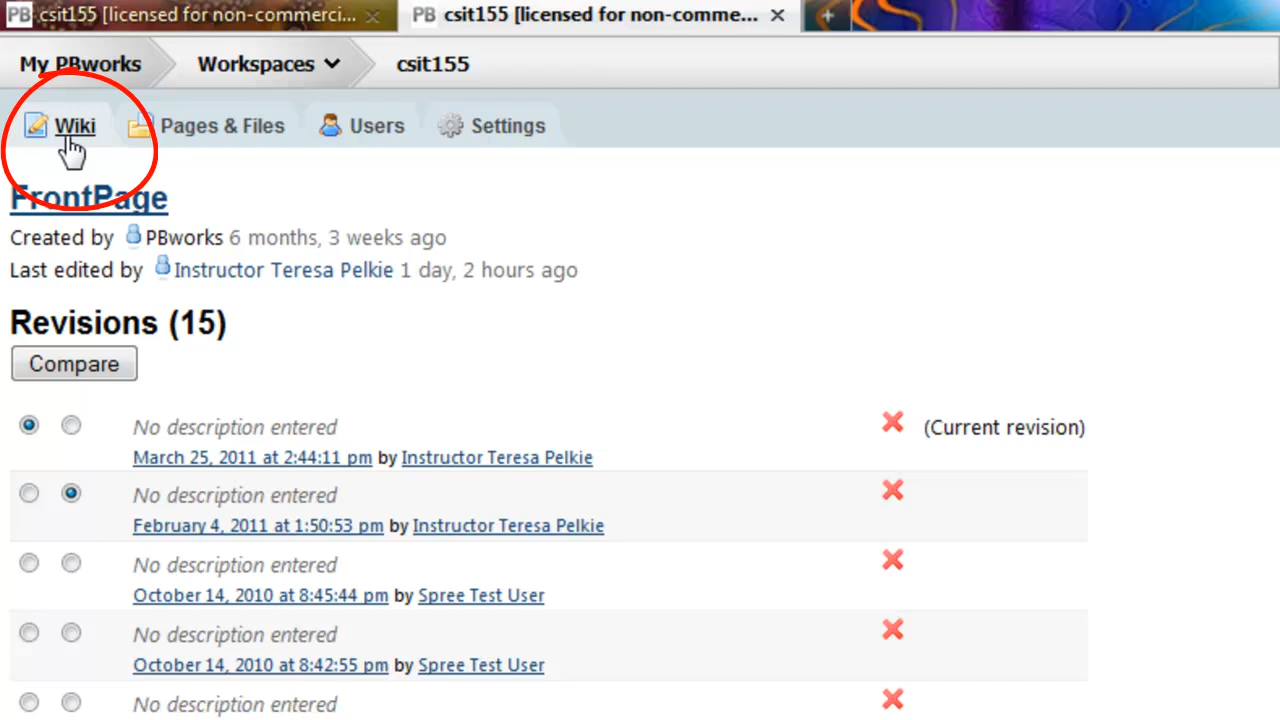 PB csit155 [licensed for non-commerci... PB csit155 [licensed for non-comme...
My PBworks Workspaces csit155
Wiki Pages & Files Users Settings
FrontPage
Created by PBworks 6 months, 3 weeks ago
Last edited by Instructor Teresa Pelkie 1 day, 2 hours ago
Revisions (15)
Compare
No description entered (Current revision)
March 25, 2011 at 2:44:11 pm by Instructor Teresa Pelkie
No description entered
February 4, 2011 at 1:50:53 pm by Instructor Teresa Pelkie
No description entered
October 14, 2010 at 8:45:44 pm by Spree Test User
No description entered
October 14, 2010 at 8:42:55 pm by Spree Test User
No description entered